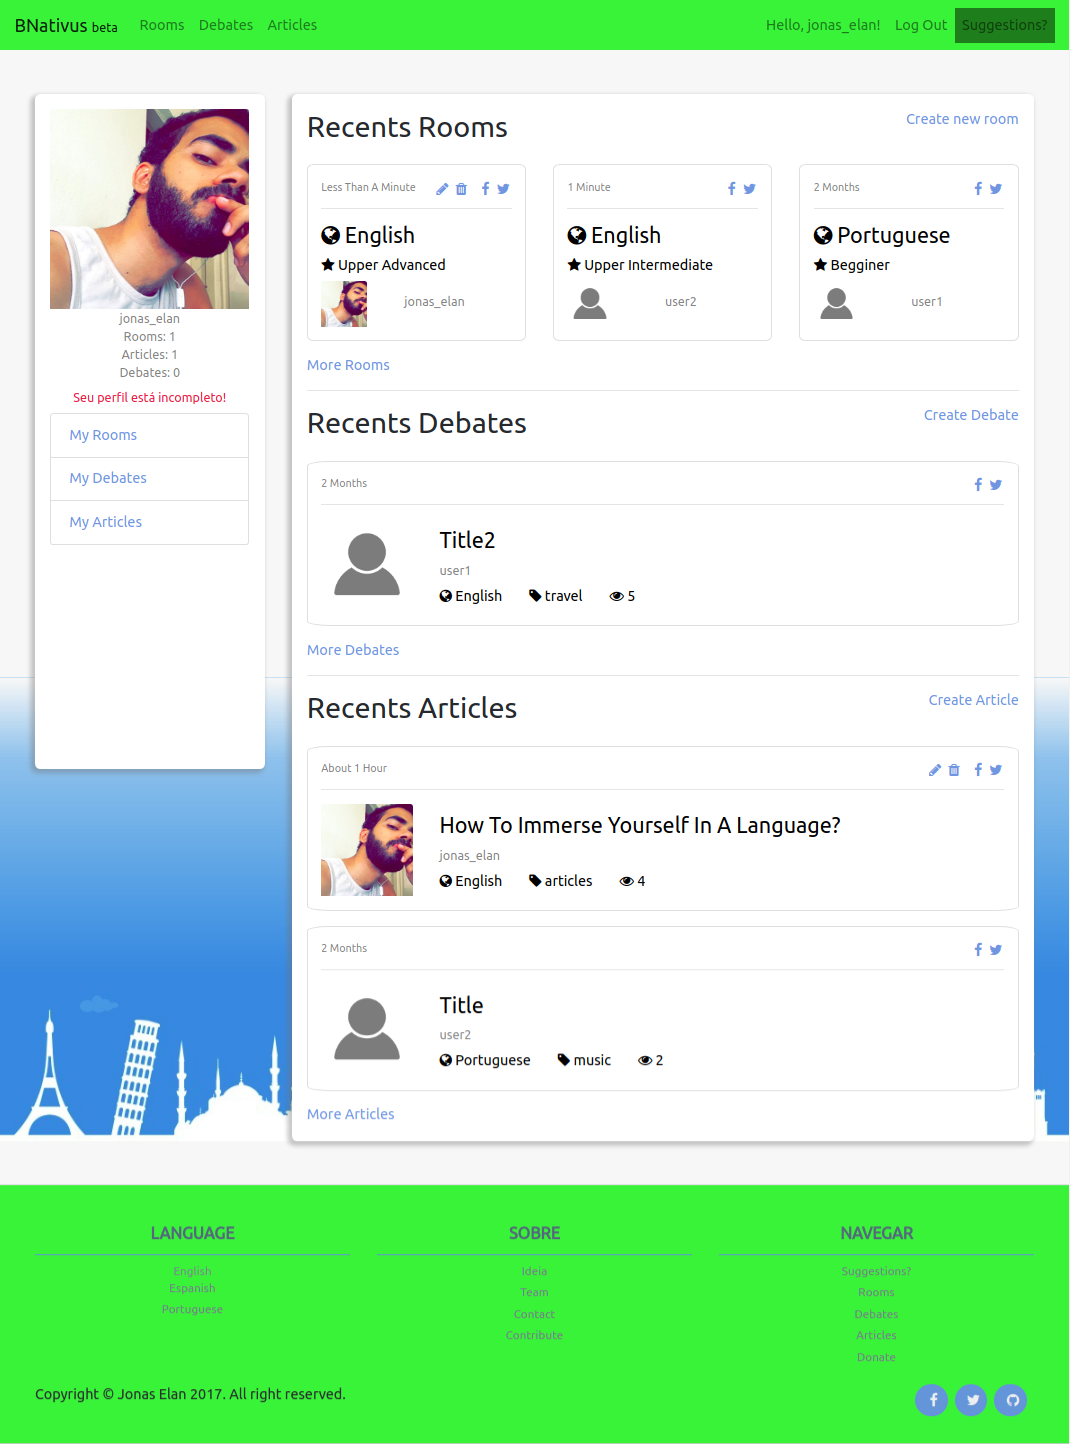 BNativus beta Rooms Debates Articles Hello, jonas_elan! Log Out Suggestions?
jonas_elan
Rooms: 1
Articles: 1
Debates: 0
Seu perfil está incompleto!
My Rooms
My Debates
My Articles
Recents Rooms Create new room
Less Than A Minute
English
Upper Advanced
jonas_elan
1 Minute
English
Upper Intermediate
user2
2 Months
Portuguese
Begginer
user1
More Rooms
Recents Debates Create Debate
2 Months
Title2
user1
English travel 5
More Debates
Recents Articles Create Article
About 1 Hour
How To Immerse Yourself In A Language?
jonas_elan
English articles 4
2 Months
Title
user2
Portuguese music 2
More Articles
LANGUAGE
English
Espanish
Portuguese
SOBRE
Ideia
Team
Contact
Contribute
NAVEGAR
Suggestions?
Rooms
Debates
Articles
Donate
Copyright © Jonas Elan 2017. All right reserved.